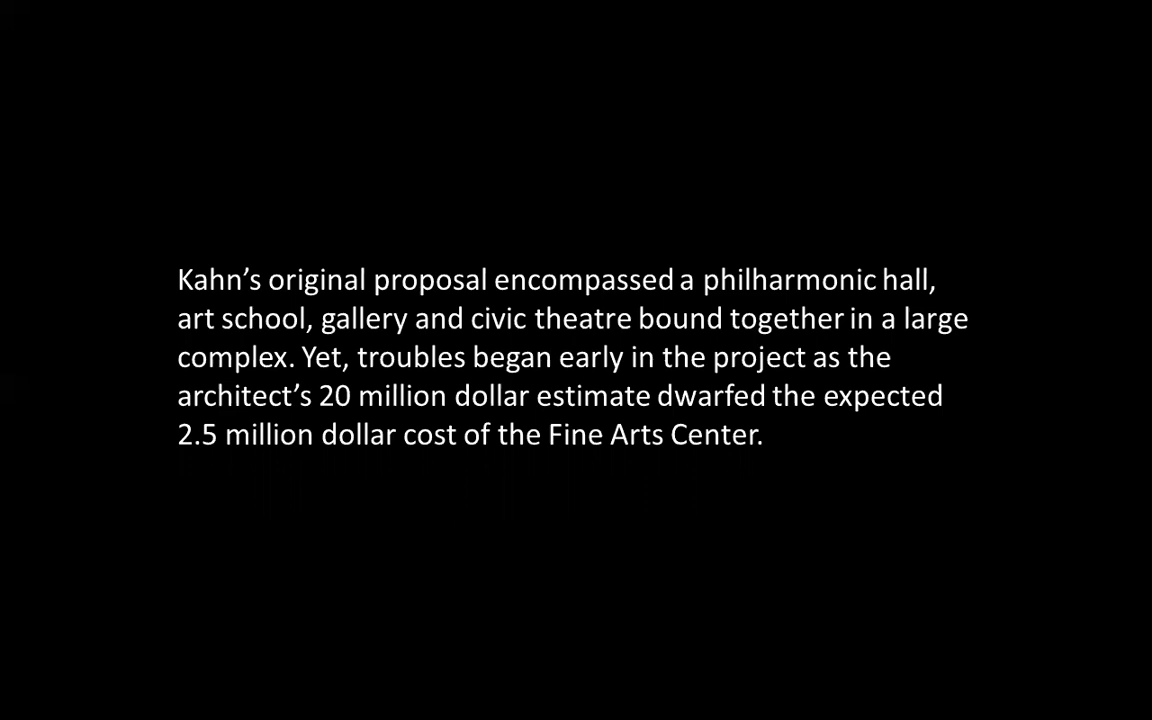 Kahn’s original proposal encompassed a philharmonic hall,
art school, gallery and civic theatre bound together in a large
complex. Yet, troubles began early in the project as the
architect’s 20 million dollar estimate dwarfed the expected
2.5 million dollar cost of the Fine Arts Center.